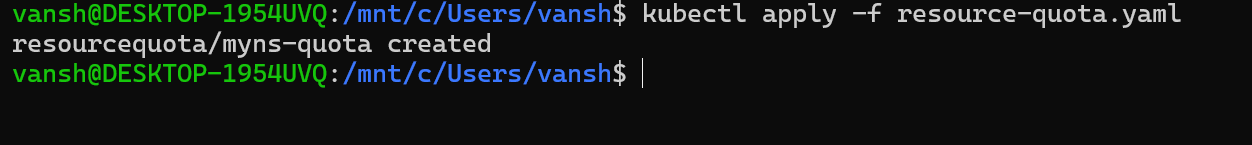 vansh@DESKTOP-1954UVQ:/mnt/c/Users/vansh$ kubectl apply -f resource-quota.yaml
resourcequota/myns-quota created
vansh@DESKTOP-1954UVQ:/mnt/c/Users/vansh$